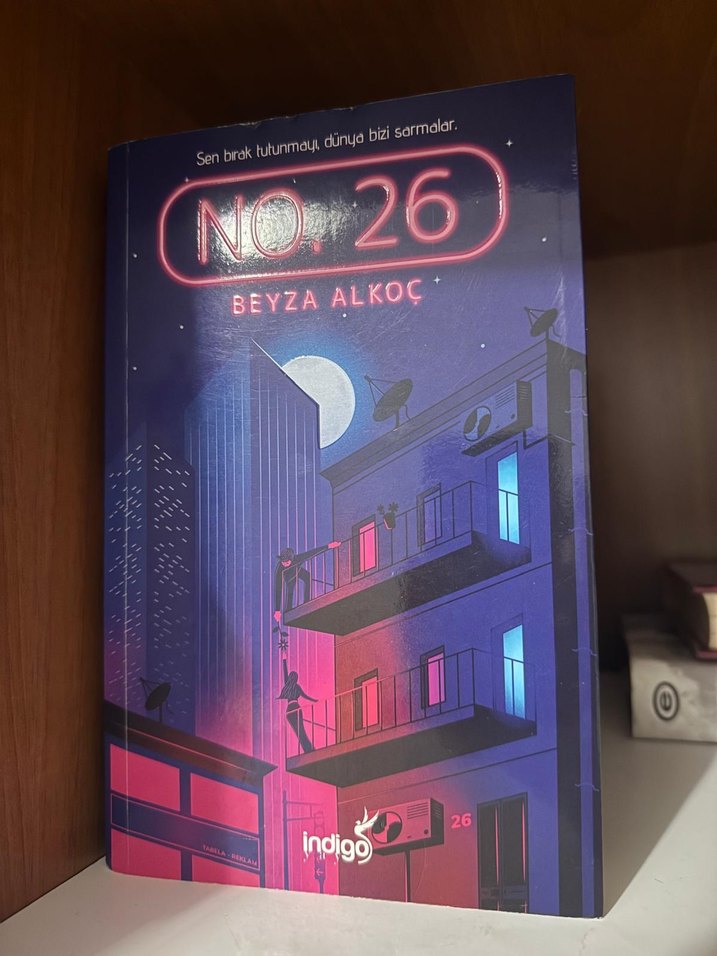 Sen bırak tutunmayı, dünya bizi sarmalar.
NO. 26
BEYZA ALKOÇ
26
indigo
TABELA - REKLAM
e